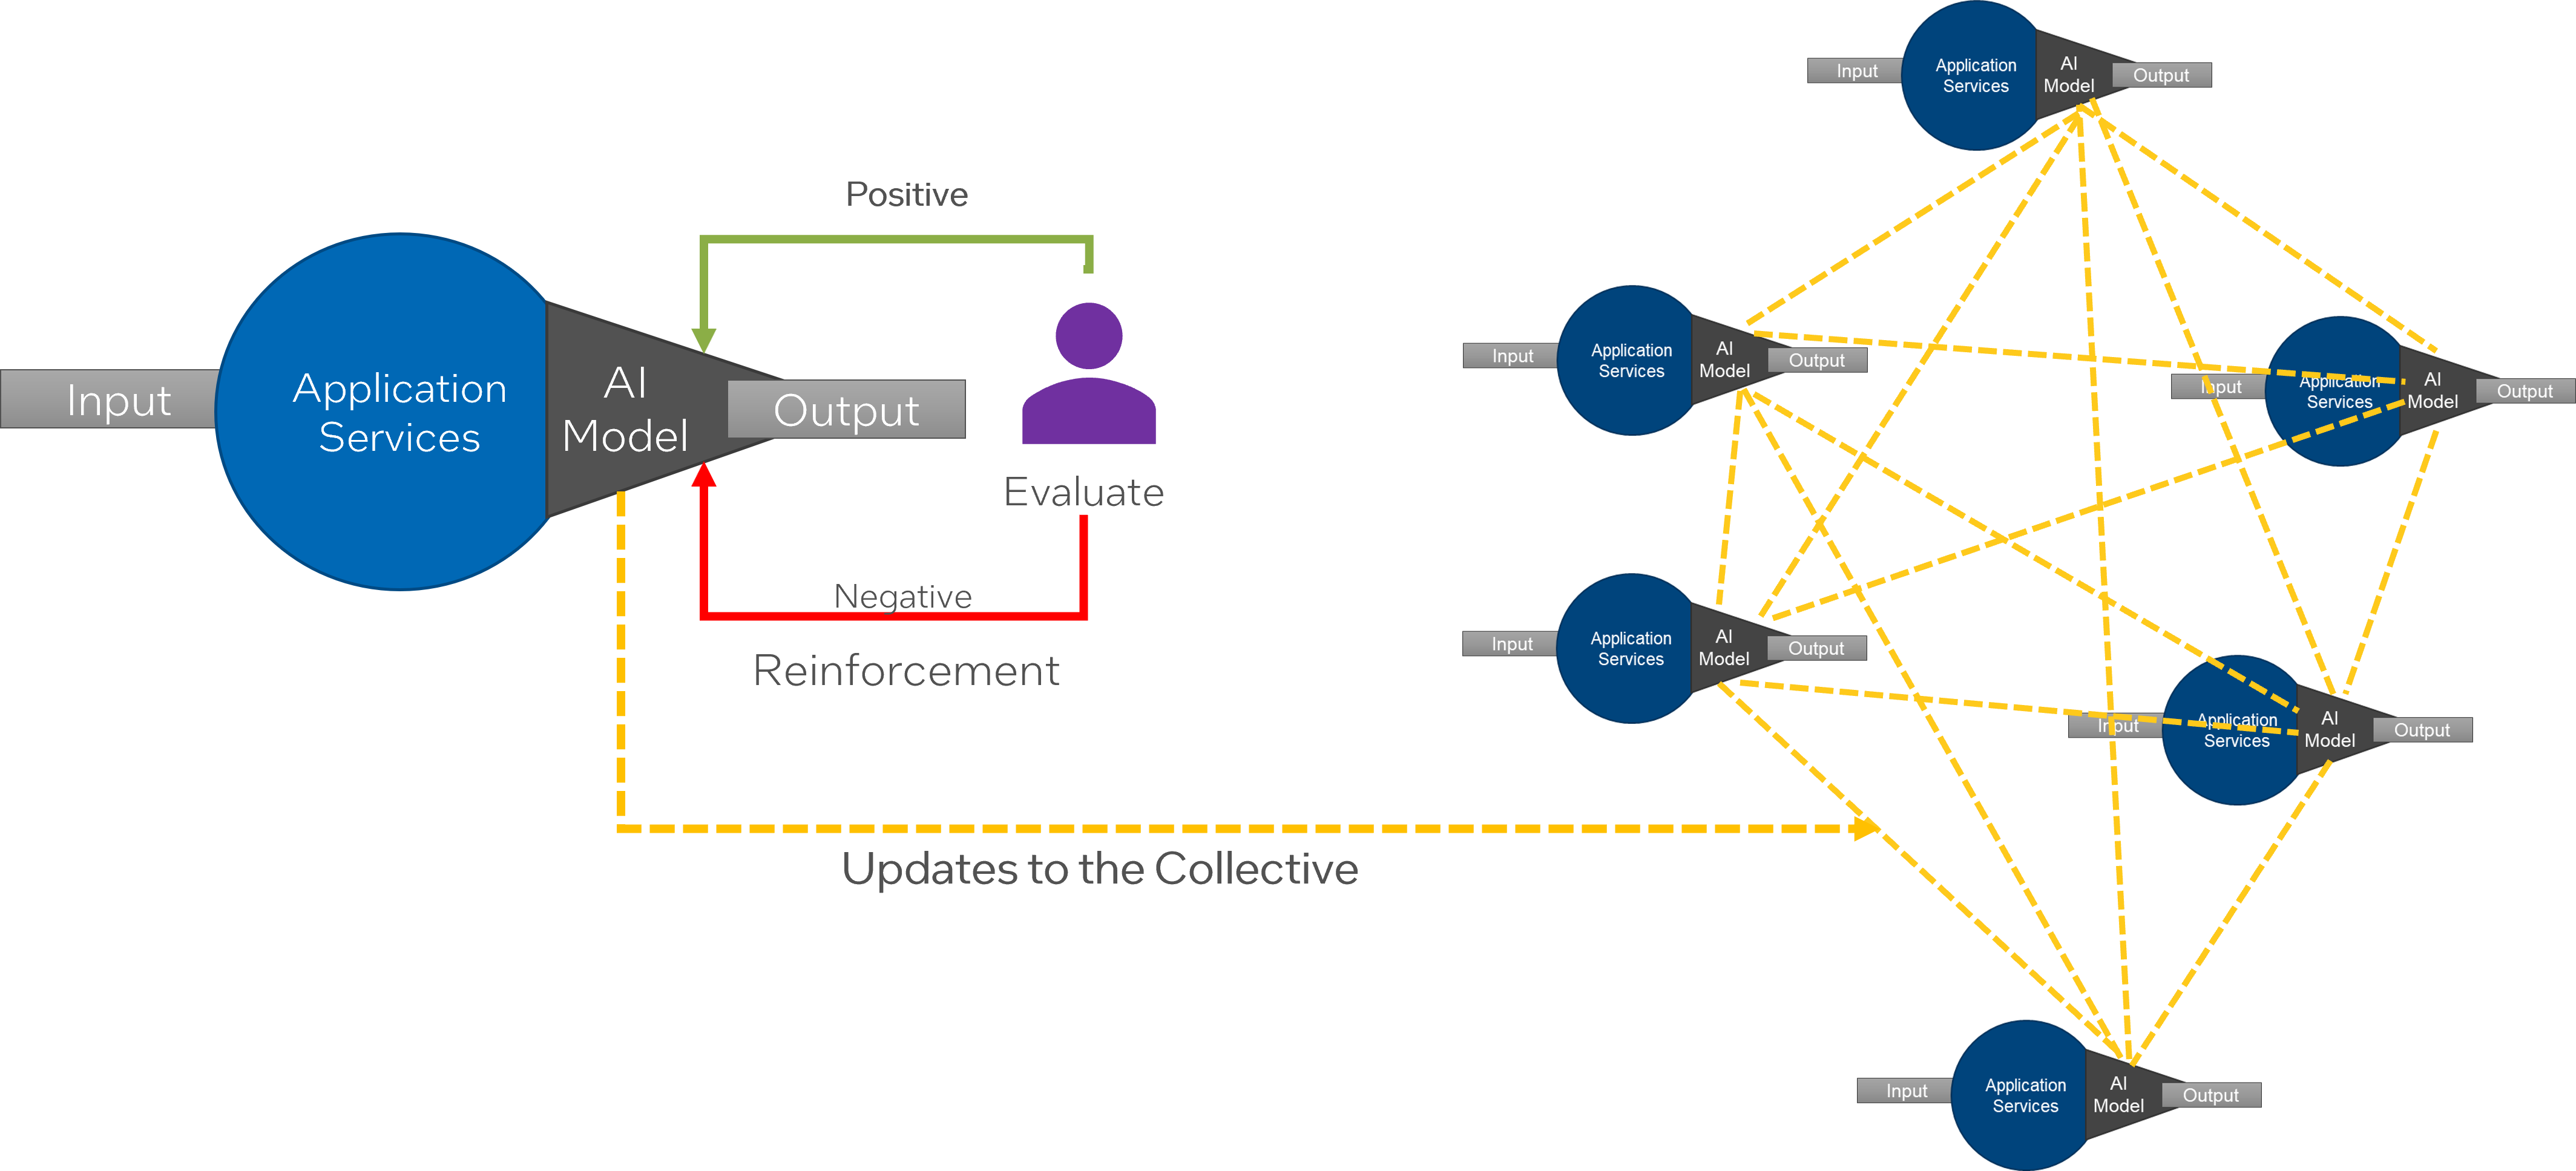 Positive
Input
Application
Services
AI
Model
Output
Evaluate
Negative
Reinforcement
Updates to the Collective
Input
Application
Services
AI
Model
Output
Input
Application
Services
AI
Model
Output
Input
Application
Services
AI
Model
Output
Input
Application
Services
AI
Model
Output
Input
Application
Services
AI
Model
Output
Input
Application
Services
AI
Model
Output